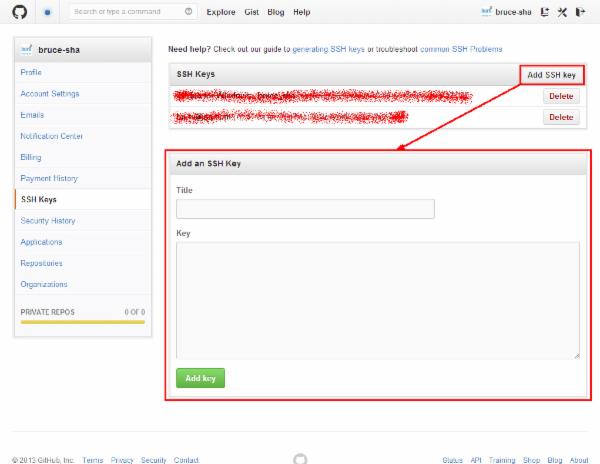 Search or type a command
Explore Gist Blog Help
bruce-sha
bruce-sha
Profile
Account Settings
Emails
Notification Center
Billing
Payment History
SSH Keys
Security History
Applications
Repositories
Organizations
PRIVATE REPOS 0 OF 0
Need help? Check out our guide to generating SSH keys or troubleshoot common SSH Problems
SSH Keys Add SSH key
Delete
Delete
Add an SSH Key
Title
Key
Add key
© 2013 GitHub, Inc. Terms Privacy Security Contact
Status API Training Shop Blog About